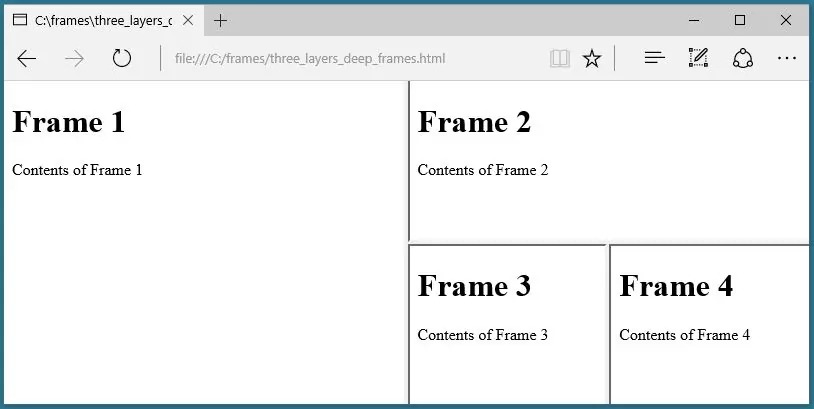 C:\frames\three_layers_d
file:///C:/frames/three_layers_deep_frames.html
Frame 1
Contents of Frame 1
Frame 2
Contents of Frame 2
Frame 3
Contents of Frame 3
Frame 4
Contents of Frame 4